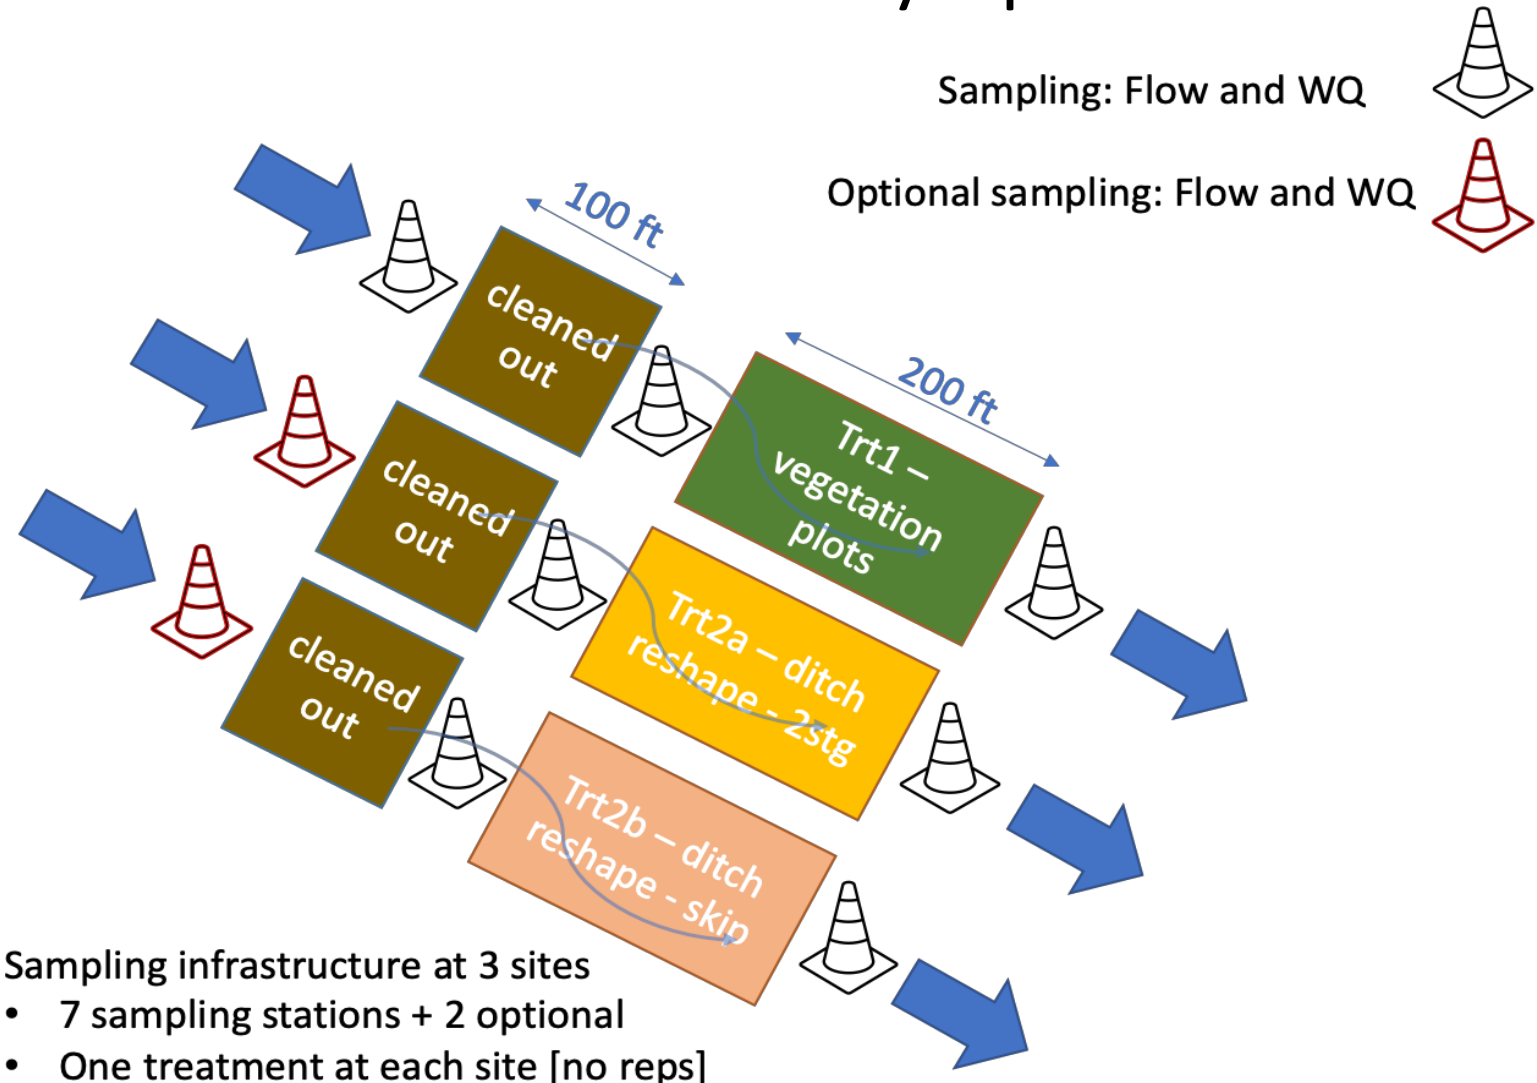 Sampling: Flow and WQ
Optional sampling: Flow and WQ
100 ft
cleaned
out
200 ft
Trt1 –
vegetation
plots
cleaned
out
Trt2a – ditch
reshape - 2stg
cleaned
out
Trt2b – ditch
reshape - skip
Sampling infrastructure at 3 sites
• 7 sampling stations + 2 optional
• One treatment at each site [no reps]